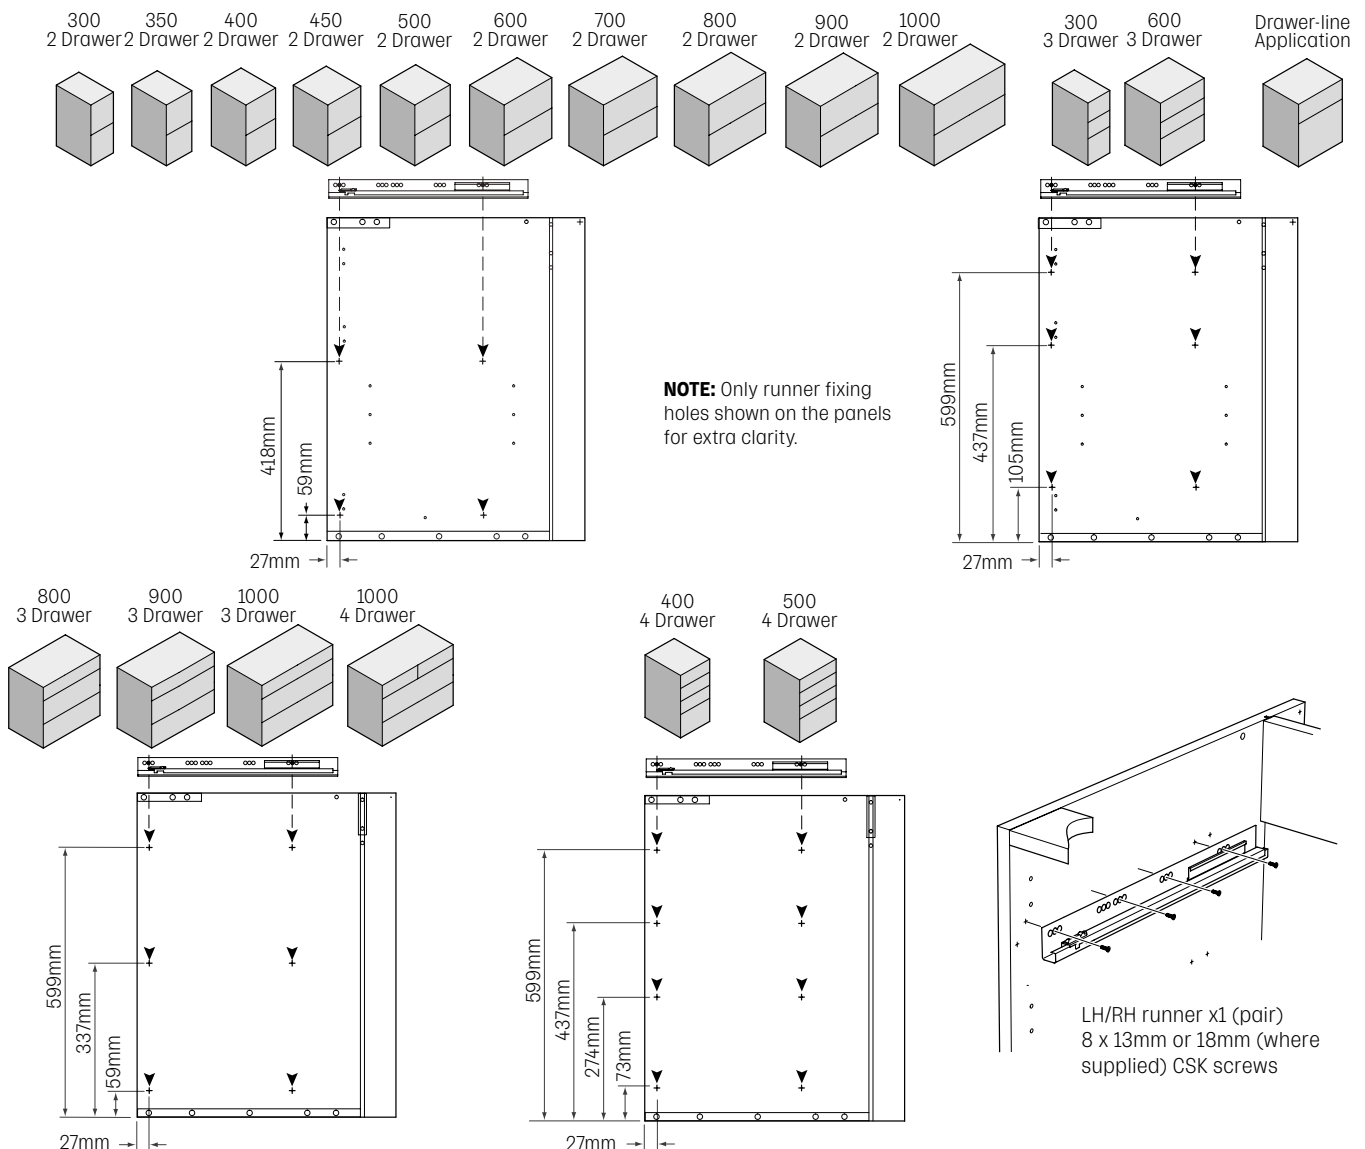 300
2 Drawer
350
2 Drawer
400
2 Drawer
450
2 Drawer
500
2 Drawer
600
2 Drawer
700
2 Drawer
800
2 Drawer
900
2 Drawer
1000
2 Drawer
300
3 Drawer
600
3 Drawer
Drawer-line
Application
418mm
59mm
27mm
NOTE: Only runner fixing
holes shown on the panels
for extra clarity.
599mm
437mm
105mm
27mm
800
3 Drawer
900
3 Drawer
1000
3 Drawer
1000
4 Drawer
400
4 Drawer
500
4 Drawer
599mm
337mm
59mm
27mm
599mm
437mm
274mm
73mm
27mm
LH/RH runner x1 (pair)
8 x 13mm or 18mm (where
supplied) CSK screws